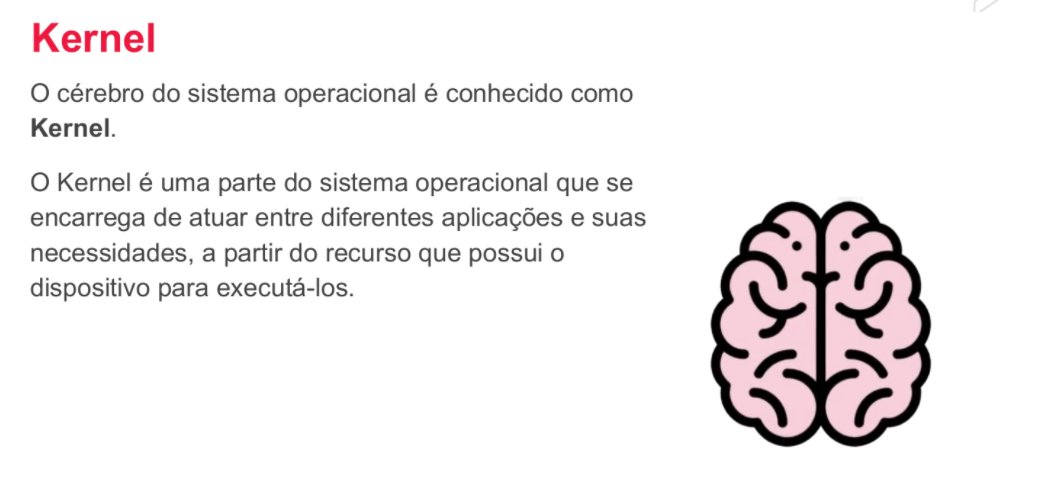 Kernel
O cérebro do sistema operacional é conhecido como
Kernel.
O Kernel é uma parte do sistema operacional que se
encarrega de atuar entre diferentes aplicações e suas
necessidades, a partir do recurso que possui o
dispositivo para executá-los.